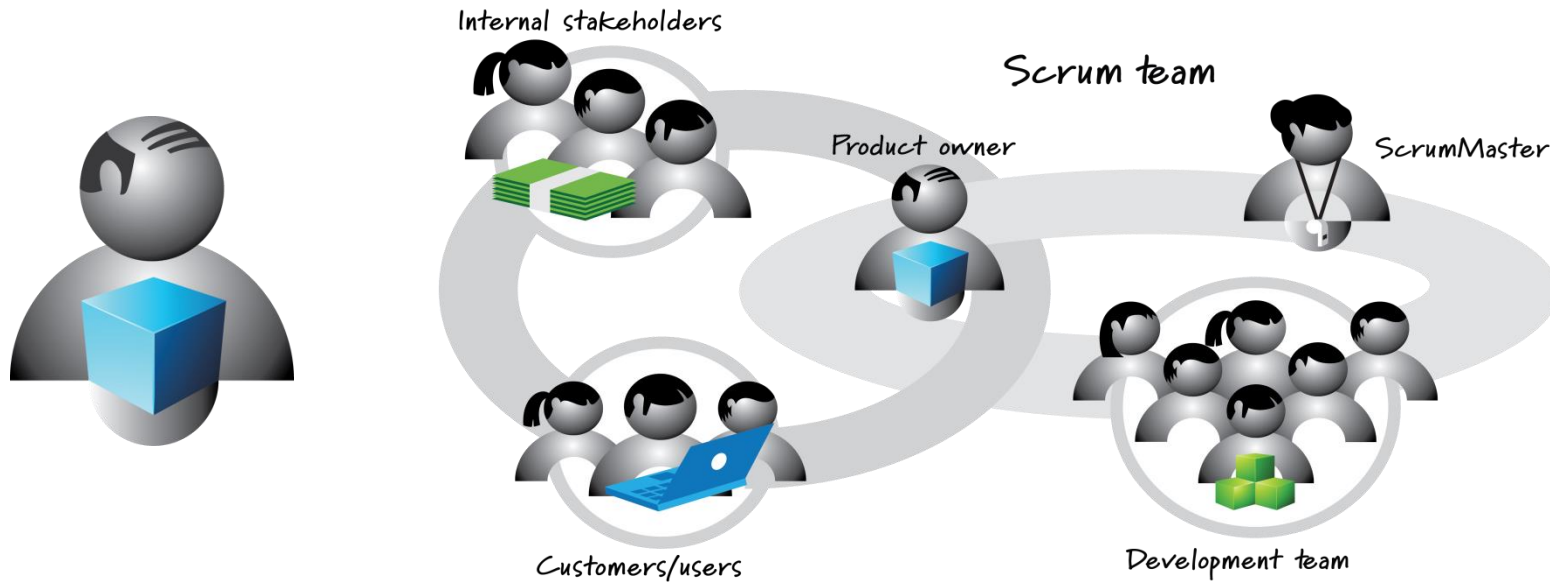 Internal stakeholders
Scrum team
Product owner
ScrumMaster
Customers/users
Development team